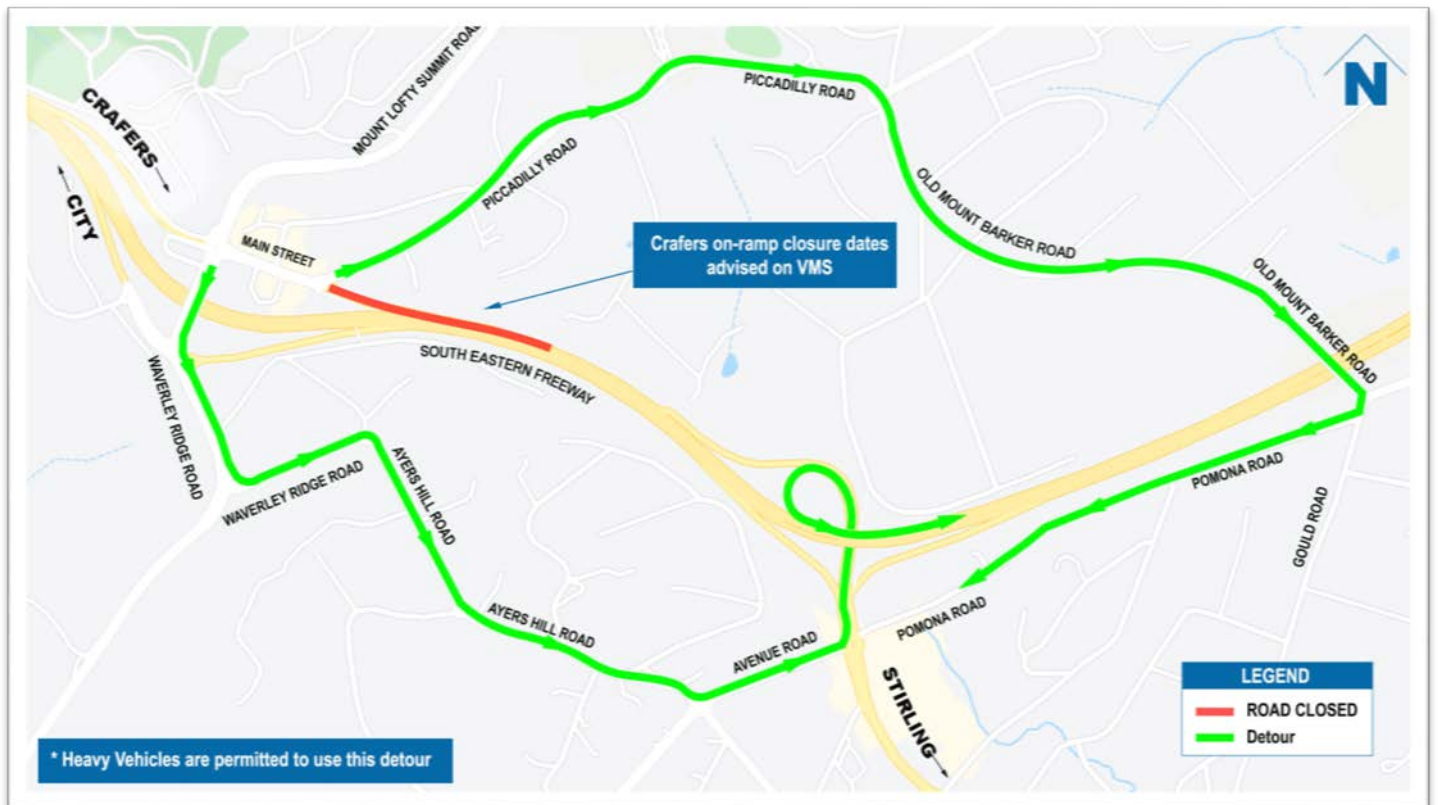 N
MOUNT LOFTY SUMMIT ROAD
CRAFERS
CITY
PICCADILLY ROAD
PICCADILLY ROAD
OLD MOUNT BARKER ROAD
OLD MOUNT BARKER ROAD
MAIN STREET
Crafers on-ramp closure dates
advised on VMS
SOUTH EASTERN FREEWAY
WAVERLEY RIDGE ROAD
WAVERLEY RIDGE ROAD
AYERS HILL ROAD
AYERS HILL ROAD
AVENUE ROAD
POMONA ROAD
POMONA ROAD
GOULD ROAD
STIRLING
LEGEND
ROAD CLOSED
Detour
* Heavy Vehicles are permitted to use this detour